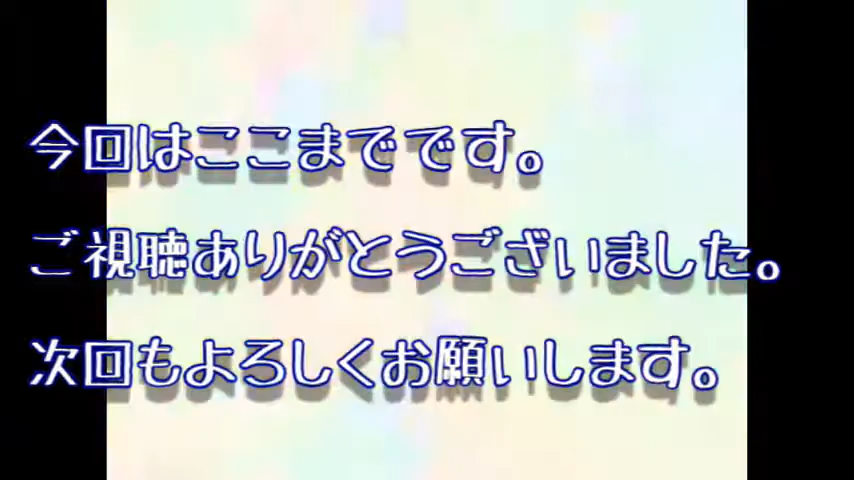 今回はここまでです。
ご視聴ありがとうございました。
次回もよろしくお願いします。